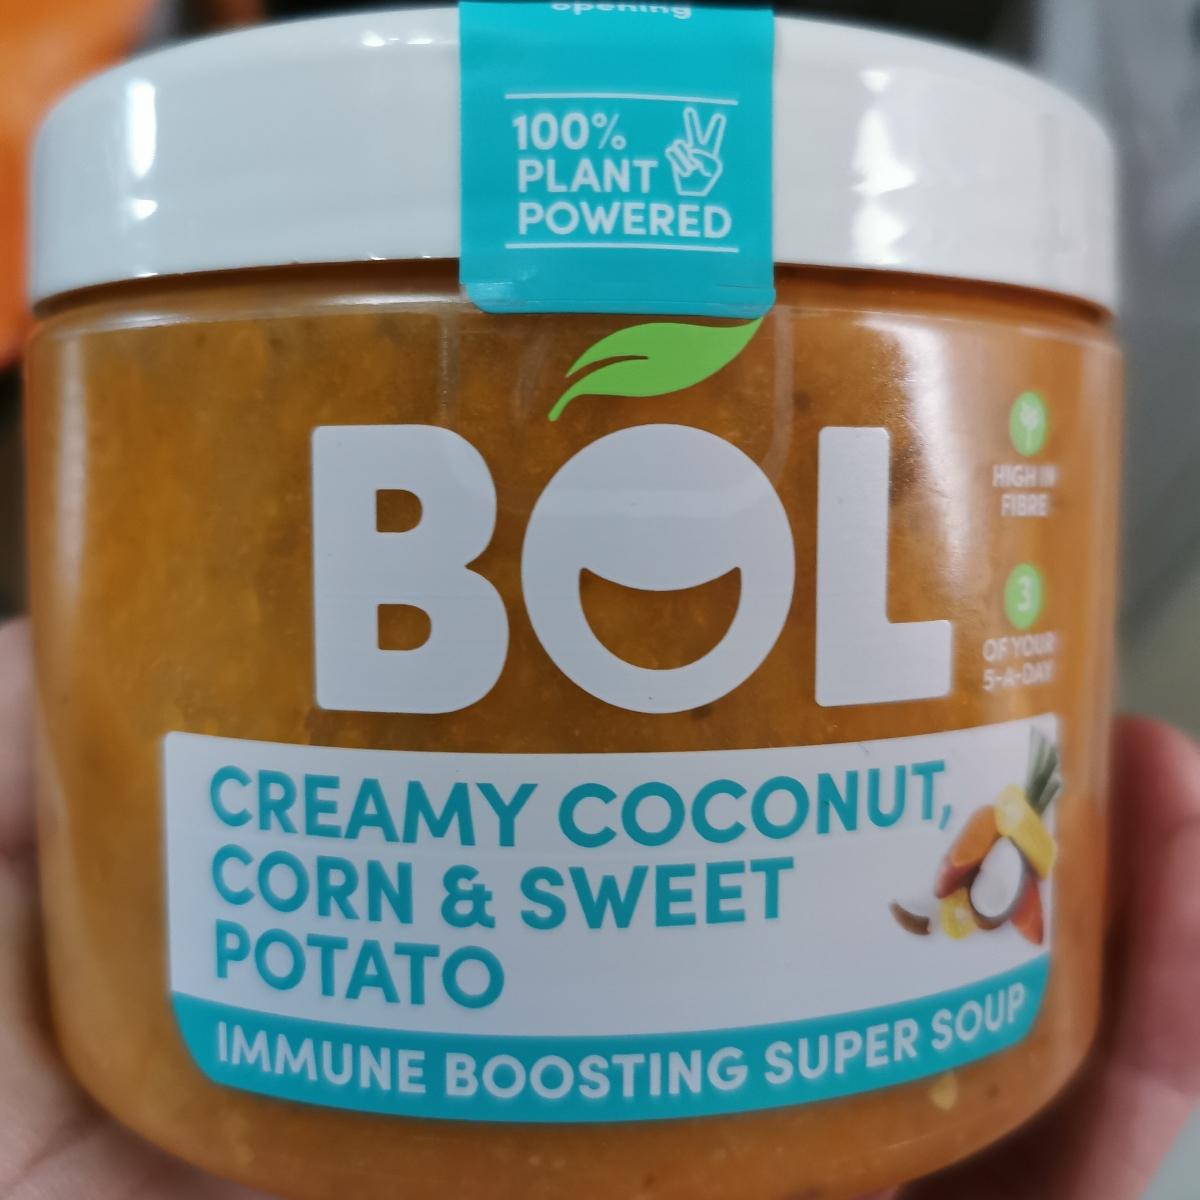 opening
100%
PLANT
POWERED
BOL
HIGH IN
FIBRE
3
OF YOUR
5-A-DAY
CREAMY COCONUT,
CORN & SWEET
POTATO
IMMUNE BOOSTING SUPER SOUP